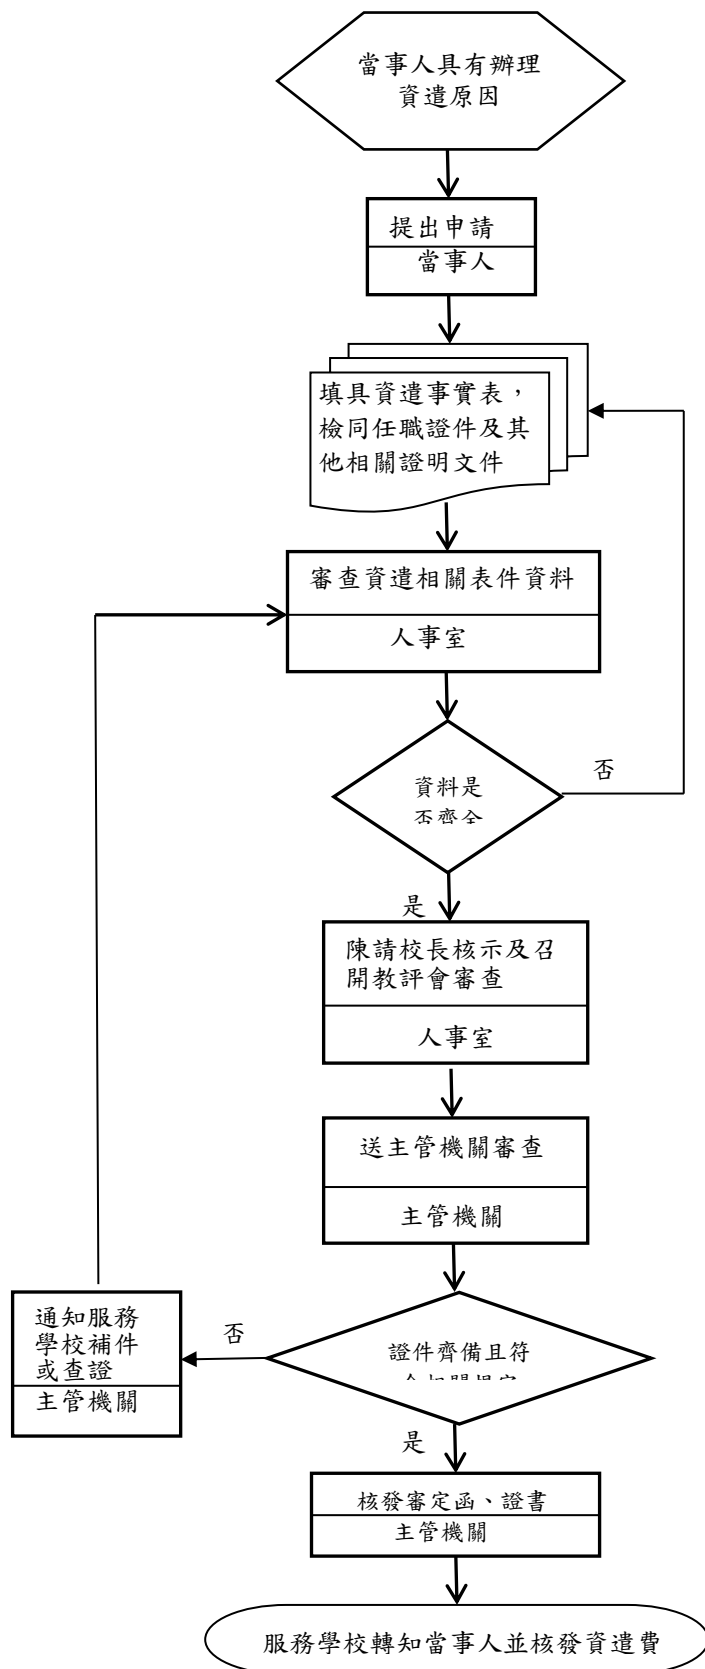 當事人具有辦理
資遣原因
提出申請
當事人
填具資遣事實表，
檢同任職證件及其
他相關證明文件
審查資遣相關表件資料
人事室
資料是
否齊全
否
是
陳請校長核示及召
開教評會審查
人事室
送主管機關審查
主管機關
通知服務
學校補件
或查證
主管機關
否
證件齊備且符
是
核發審定函、證書
主管機關
服務學校轉知當事人並核發資遣費